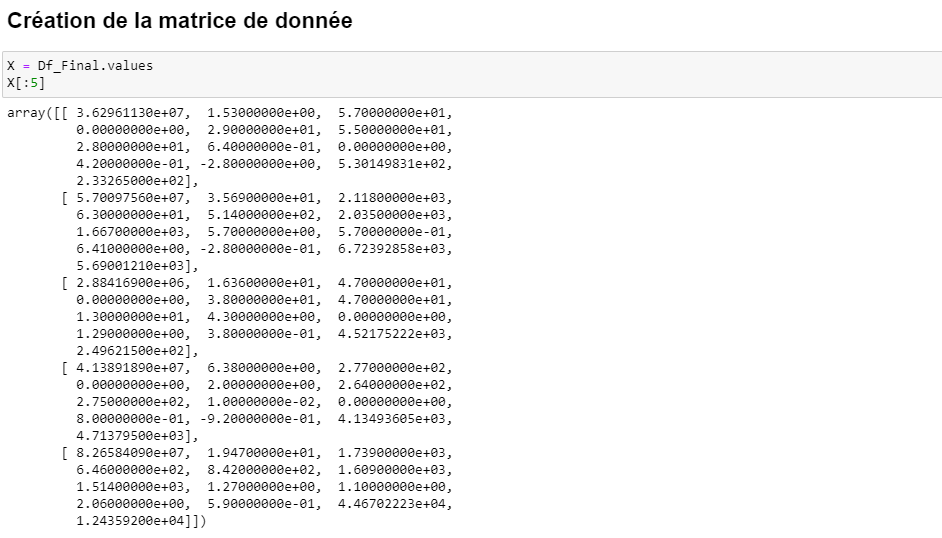 Création de la matrice de donnée
X = Df_Final.values
X[:5]
array([[ 3.62961130e+07,  1.53000000e+00,  5.70000000e+01,
         0.00000000e+00,  2.90000000e+01,  5.50000000e+01,
         2.80000000e+01,  6.40000000e-01,  0.00000000e+00,
         4.20000000e-01, -2.80000000e+00,  5.30149831e+02,
         2.33265000e+02],
       [ 5.70097560e+07,  3.56900000e+01,  2.11800000e+03,
         6.30000000e+01,  5.14000000e+02,  2.03500000e+03,
         1.66700000e+03,  5.70000000e+00,  5.70000000e-01,
         6.41000000e+00, -2.80000000e-01,  6.72392858e+03,
         5.69001210e+03],
       [ 2.88416900e+06,  1.63600000e+01,  4.70000000e+01,
         0.00000000e+00,  3.80000000e+01,  4.70000000e+01,
         1.30000000e+01,  4.30000000e+00,  0.00000000e+00,
         1.29000000e+00,  3.80000000e-01,  4.52175222e+03,
         2.49621500e+02],
       [ 4.13891890e+07,  6.38000000e+00,  2.77000000e+02,
         0.00000000e+00,  2.00000000e+00,  2.64000000e+02,
         2.75000000e+02,  1.00000000e-02,  0.00000000e+00,
         8.00000000e-01, -9.20000000e-01,  4.13493605e+03,
         4.71379500e+03],
       [ 8.26584090e+07,  1.94700000e+01,  1.73900000e+03,
         6.46000000e+02,  8.42000000e+02,  1.60900000e+03,
         1.51400000e+03,  1.27000000e+00,  1.10000000e+00,
         2.06000000e+00,  5.90000000e-01,  4.46702223e+04,
         1.24359200e+04]])